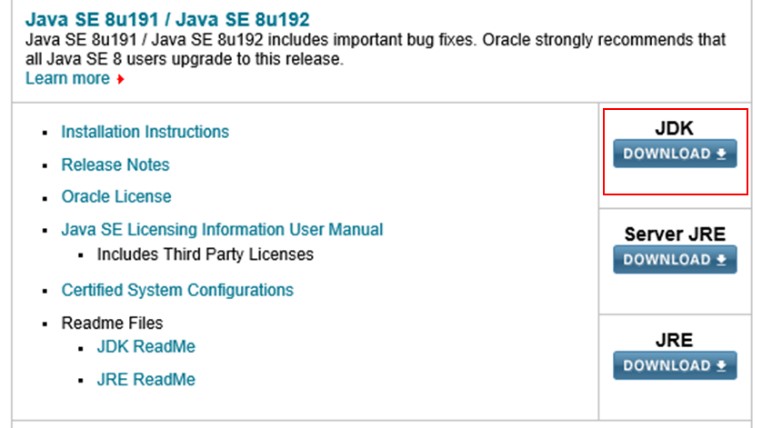 Java SE 8u191 / Java SE 8u192
Java SE 8u191 / Java SE 8u192 includes important bug fixes. Oracle strongly recommends that
all Java SE 8 users upgrade to this release.
Learn more
Installation Instructions
Release Notes
Oracle License
Java SE Licensing Information User Manual
Includes Third Party Licenses
Certified System Configurations
Readme Files
JDK ReadMe
JRE ReadMe
JDK
DOWNLOAD
Server JRE
DOWNLOAD
JRE
DOWNLOAD